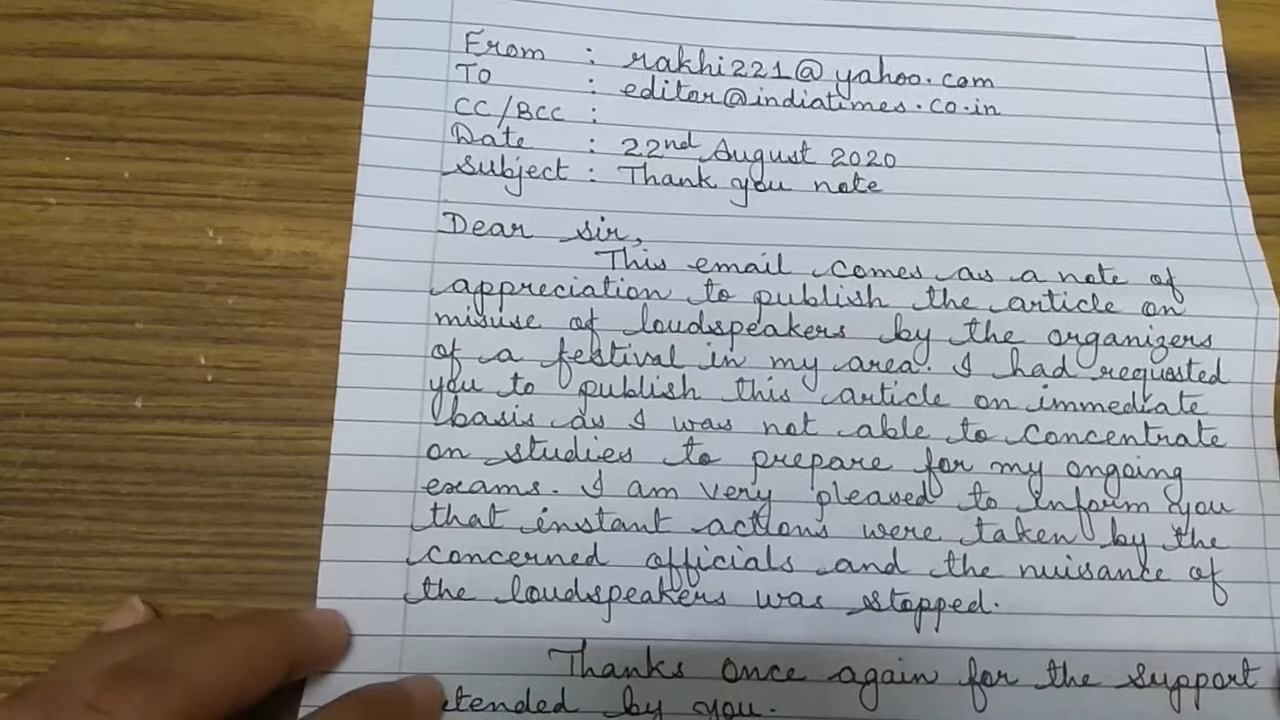 From : rakhi221@yahoo.com
To : editor@indiatimes.co.in
CC/BCC :
Date : 22nd August 2020
Subject : Thank you note
Dear Sir,
This email comes as a note of
appreciation to publish the article on
misuse of loudspeakers by the organizers
of a festival in my area. I had requested
you to publish this article on immediate
basis as I was not able to concentrate
on studies to prepare for my ongoing
exams. I am very pleased to inform you
that instant actions were taken by the
concerned officials and the nuisance of
the loudspeakers was stopped.
Thanks once again for the support
tended by you.